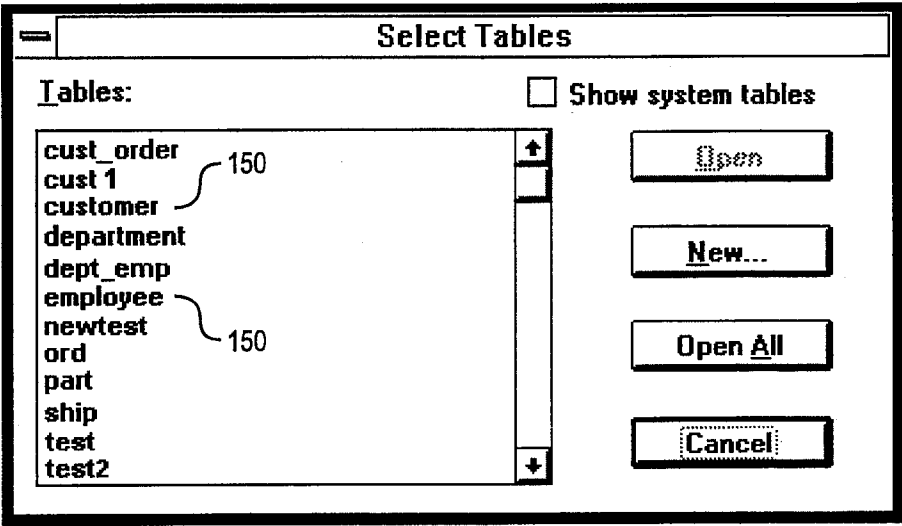 Select Tables
Tables:
Show system tables
cust_order
150
cust 1
customer
department
dept_emp
employee
newtest
150
ord
part
ship
test
test2
Open
New...
Open All
Cancel